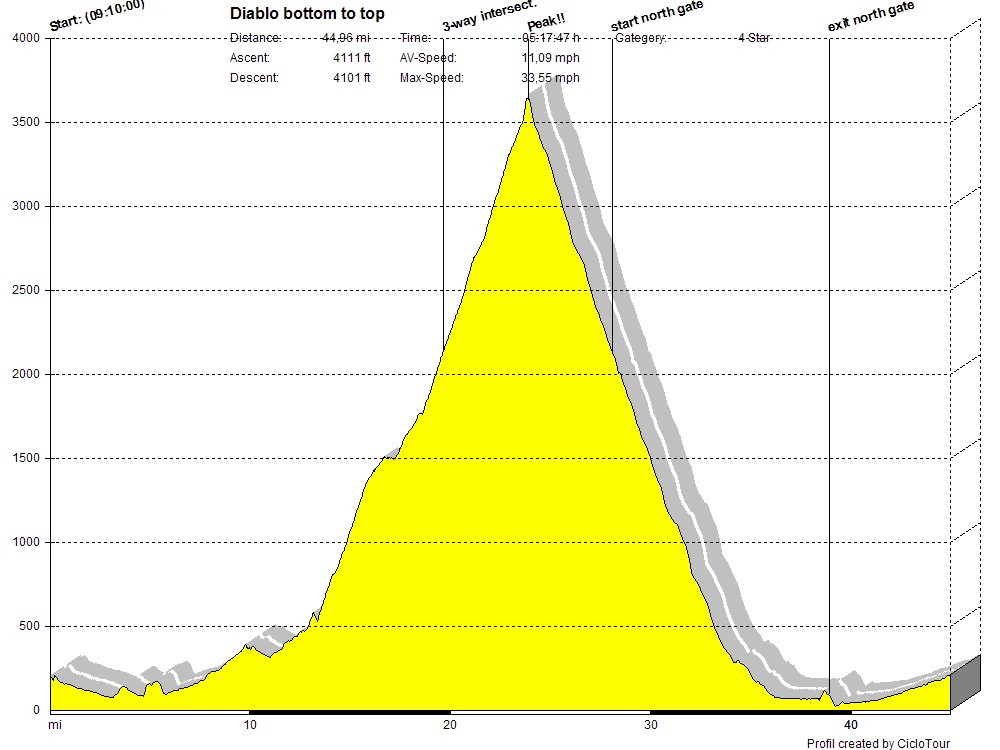 Start: (09:10:00)
Diablo bottom to top
3-way intersect.
Peak!!
start north gate
exit north gate
Distance: 44,96 mi Time: 05:17:47 h Category: 4 Star
Ascent: 4111 ft AV-Speed: 11,09 mph
Descent: 4101 ft Max-Speed: 33,55 mph
4000
3500
3000
2500
2000
1500
1000
500
0
mi 10 20 30 40
Profil created by CicloTour